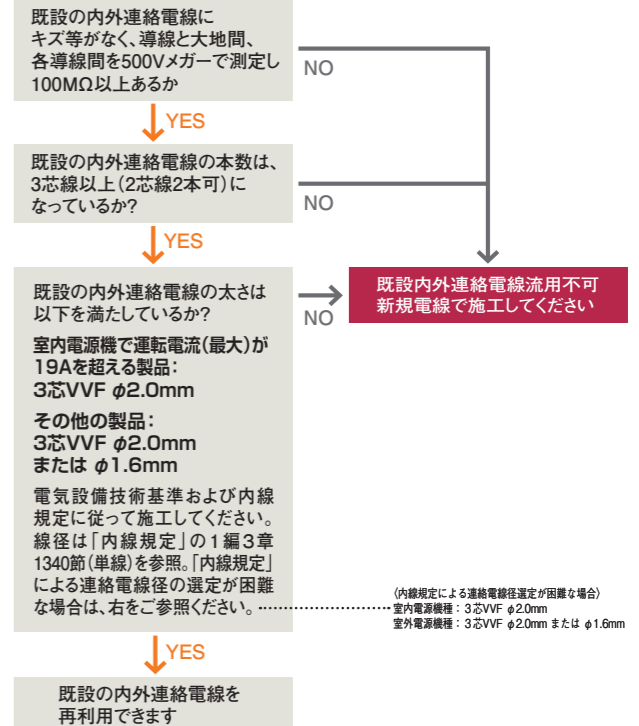 既設の内外連絡電線に
キズ等がなく、導線と大地間、
各導線間を500Vメガーで測定し
100MΩ以上あるか
NO
YES
既設の内外連絡電線の本数は、
3芯線以上(2芯線2本可)に
なっているか?
NO
YES
既設の内外連絡電線の太さは
以下を満たしているか?
室内電源機で運転電流(最大)が
19Aを超える製品:
3芯VVF φ2.0mm
その他の製品:
3芯VVF φ2.0mm
または φ1.6mm
電気設備技術基準および内線
規定に従って施工してください。
線径は「内線規定」の1編3章
1340節(単線)を参照。「内線規定」
による連絡電線径の選定が困難
な場合は、右をご参照ください。
NO
既設内外連絡電線流用不可
新規電線で施工してください
〈内線規定による連絡電線径選定が困難な場合〉
室内電源機種:3芯VVF φ2.0mm
室外電源機種:3芯VVF φ2.0mm または φ1.6mm
YES
既設の内外連絡電線を
再利用できます